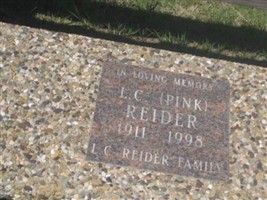 IN LOVING MEMORY
L. C. (PINK)
REIDER
1911 - 1998
L C REIDER FAMILY